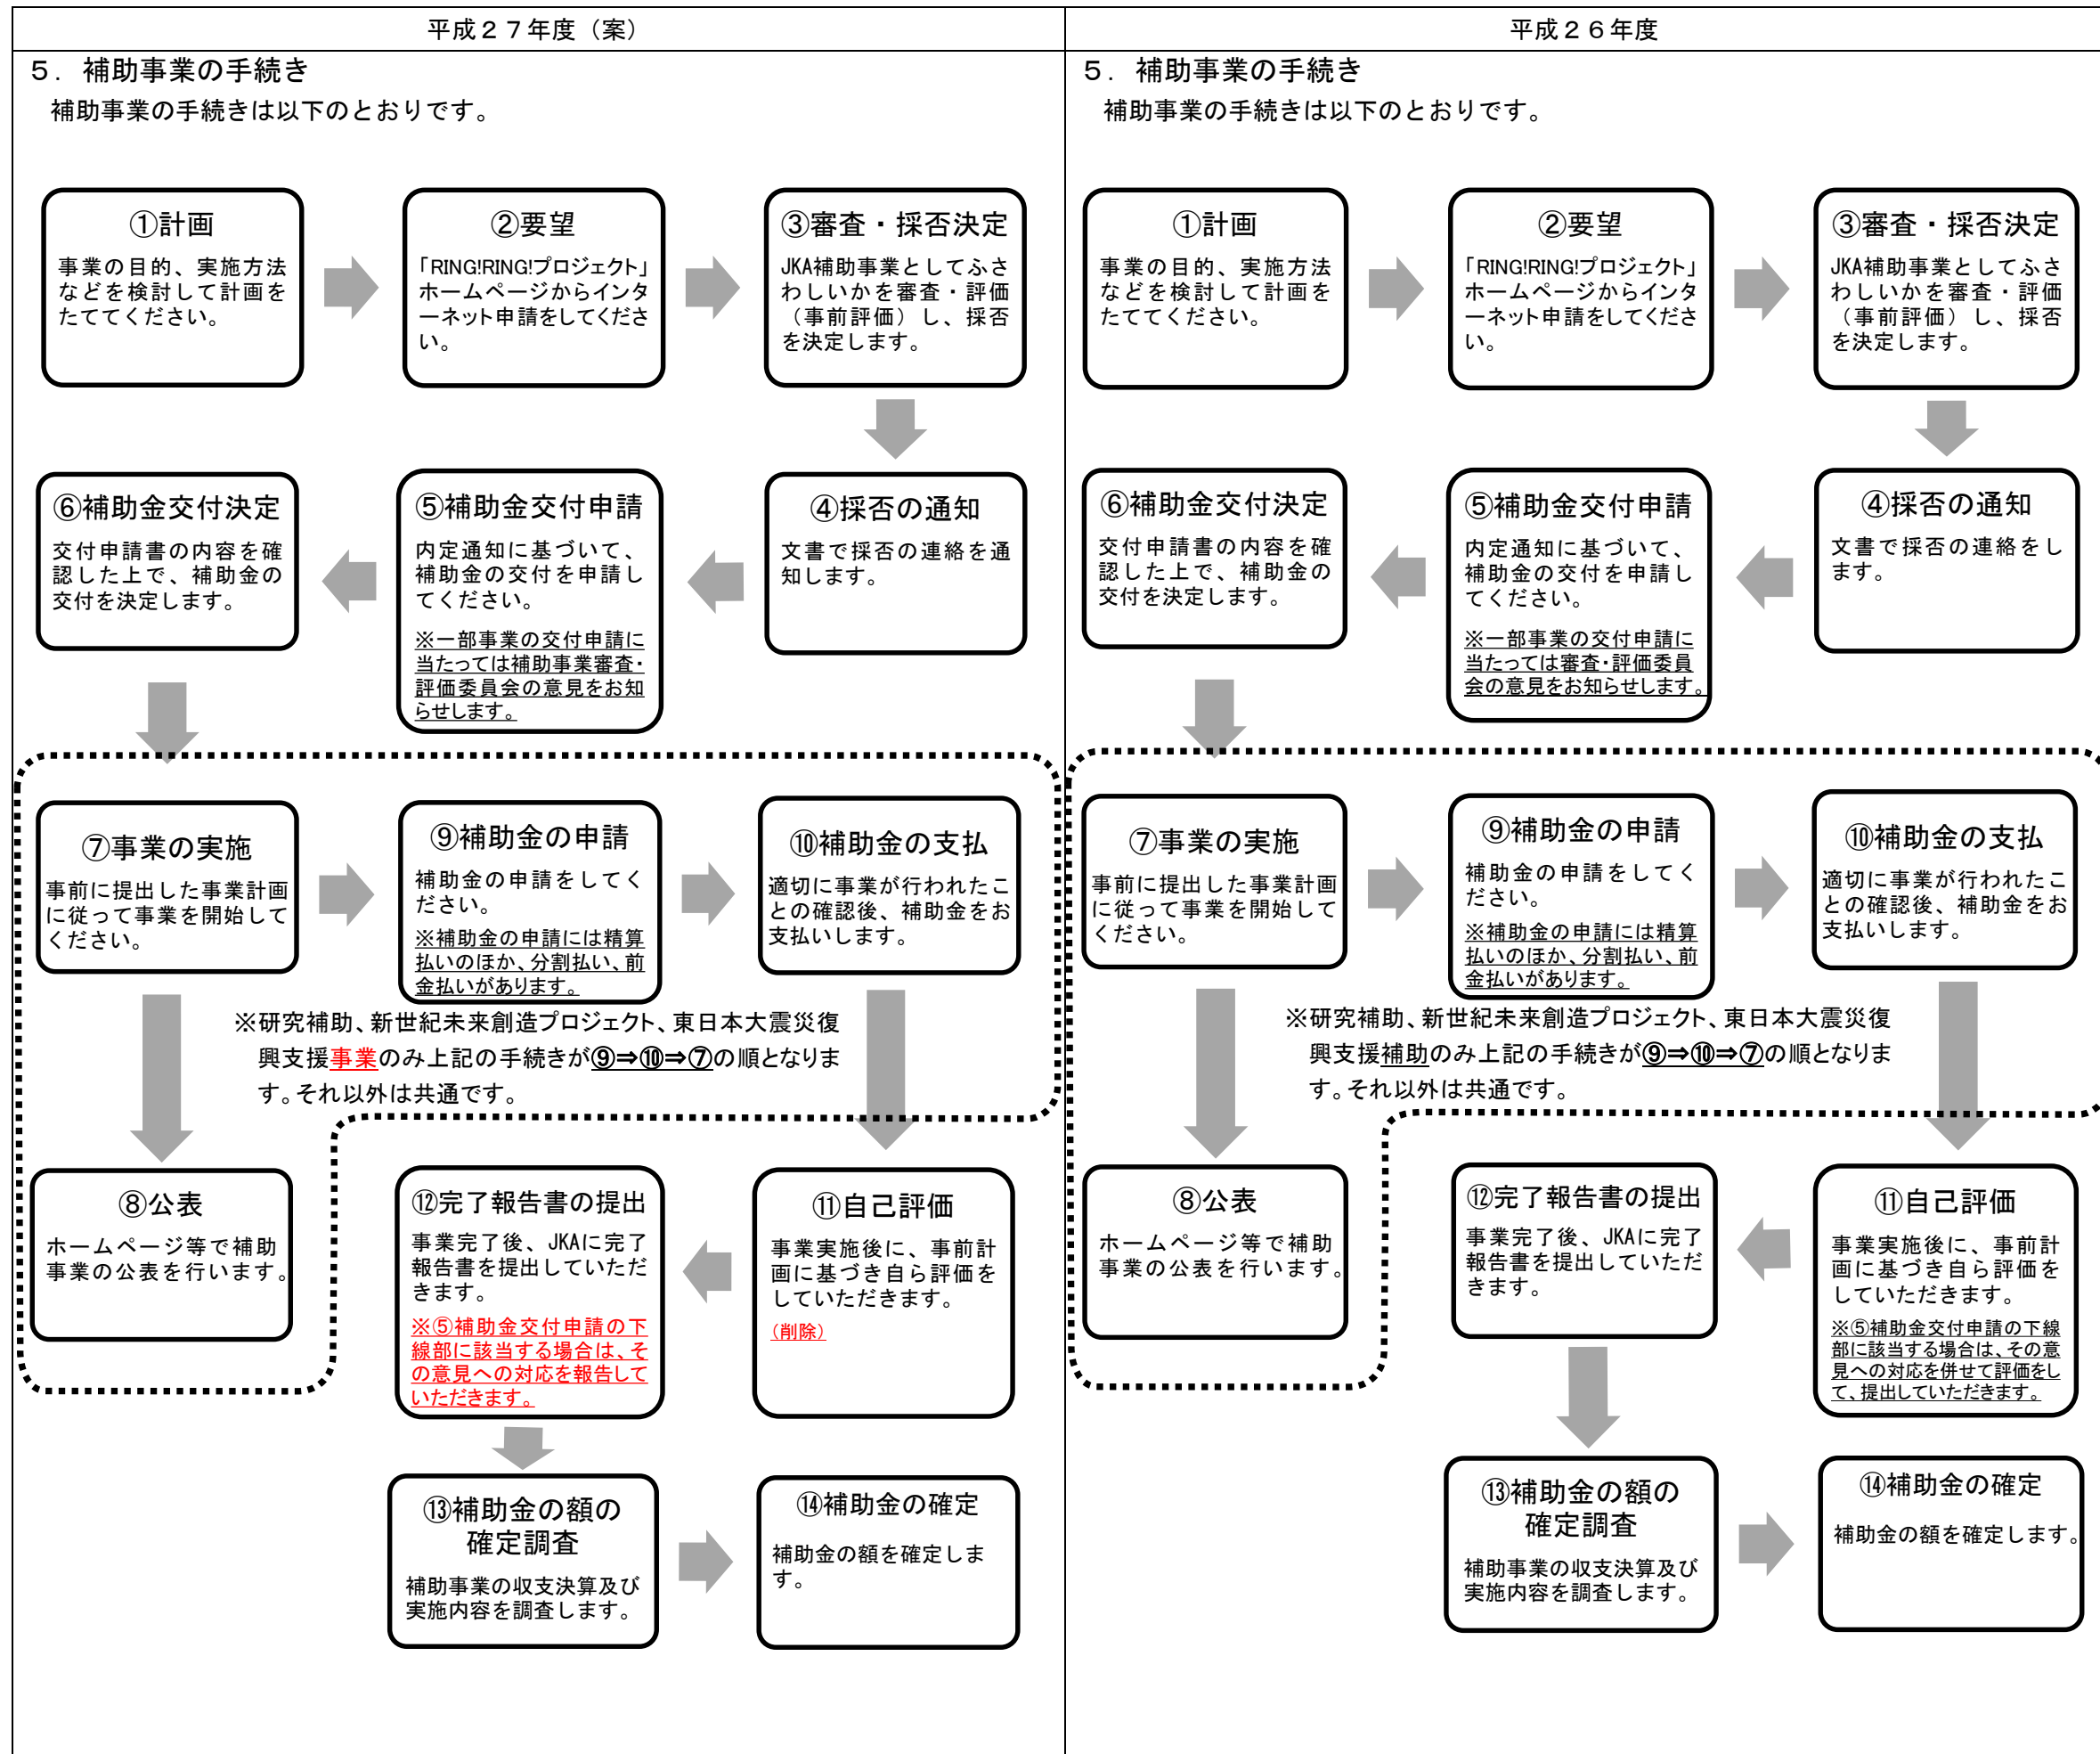 平成２７年度（案）
５．補助事業の手続き
補助事業の手続きは以下のとおりです。
①計画
事業の目的、実施方法
などを検討して計画を
たててください。
②要望
「RING!RING!プロジェクト」
ホームページからインタ
ーネット申請をしてくださ
い。
③審査・採否決定
JKA補助事業としてふさ
わしいかを審査・評価
（事前評価）し、採否
を決定します。
④採否の通知
文書で採否の連絡を通
知します。
⑤補助金交付申請
内定通知に基づいて、
補助金の交付を申請し
てください。
※一部事業の交付申請に
当たっては補助事業審査・
評価委員会の意見をお知
らせします。
⑥補助金交付決定
交付申請書の内容を確
認した上で、補助金の
交付を決定します。
⑦事業の実施
事前に提出した事業計画
に従って事業を開始して
ください。
⑨補助金の申請
補助金の申請をしてく
ださい。
※補助金の申請には精算
払いのほか、分割払い、前
金払いがあります。
⑩補助金の支払
適切に事業が行われたこ
との確認後、補助金をお
支払いします。
※研究補助、新世紀未来創造プロジェクト、東日本大震災復
興支援事業のみ上記の手続きが⑨⇒⑩⇒⑦の順となりま
す。それ以外は共通です。
⑧公表
ホームページ等で補助
事業の公表を行います。
⑫完了報告書の提出
事業完了後、JKAに完了
報告書を提出していただ
きます。
※⑤補助金交付申請の下
線部に該当する場合は、そ
の意見への対応を報告して
いただきます。
⑪自己評価
事業実施後に、事前計
画に基づき自ら評価を
していただきます。
（削除）
⑬補助金の額の
確定調査
補助事業の収支決算及び
実施内容を調査します。
⑭補助金の確定
補助金の額を確定しま
す。
平成２６年度
５．補助事業の手続き
補助事業の手続きは以下のとおりです。
①計画
事業の目的、実施方法
などを検討して計画を
たててください。
②要望
「RING!RING!プロジェクト」
ホームページからインタ
ーネット申請をしてくださ
い。
③審査・採否決定
JKA補助事業としてふさ
わしいかを審査・評価
（事前評価）し、採否
を決定します。
④採否の通知
文書で採否の連絡をし
ます。
⑤補助金交付申請
内定通知に基づいて、
補助金の交付を申請し
てください。
※一部事業の交付申請に
当たっては審査・評価委員
会の意見をお知らせします。
⑥補助金交付決定
交付申請書の内容を確
認した上で、補助金の
交付を決定します。
⑦事業の実施
事前に提出した事業計画
に従って事業を開始して
ください。
⑨補助金の申請
補助金の申請をしてく
ださい。
※補助金の申請には精算
払いのほか、分割払い、前
金払いがあります。
⑩補助金の支払
適切に事業が行われたこ
との確認後、補助金をお
支払いします。
※研究補助、新世紀未来創造プロジェクト、東日本大震災復
興支援補助のみ上記の手続きが⑨⇒⑩⇒⑦の順となりま
す。それ以外は共通です。
⑧公表
ホームページ等で補助
事業の公表を行います。
⑫完了報告書の提出
事業完了後、JKAに完了
報告書を提出していただ
きます。
⑪自己評価
事業実施後に、事前計
画に基づき自ら評価を
していただきます。
※⑤補助金交付申請の下線
部に該当する場合は、その意
見への対応を併せて評価をし
て、提出していただきます。
⑬補助金の額の
確定調査
補助事業の収支決算及び
実施内容を調査します。
⑭補助金の確定
補助金の額を確定します。